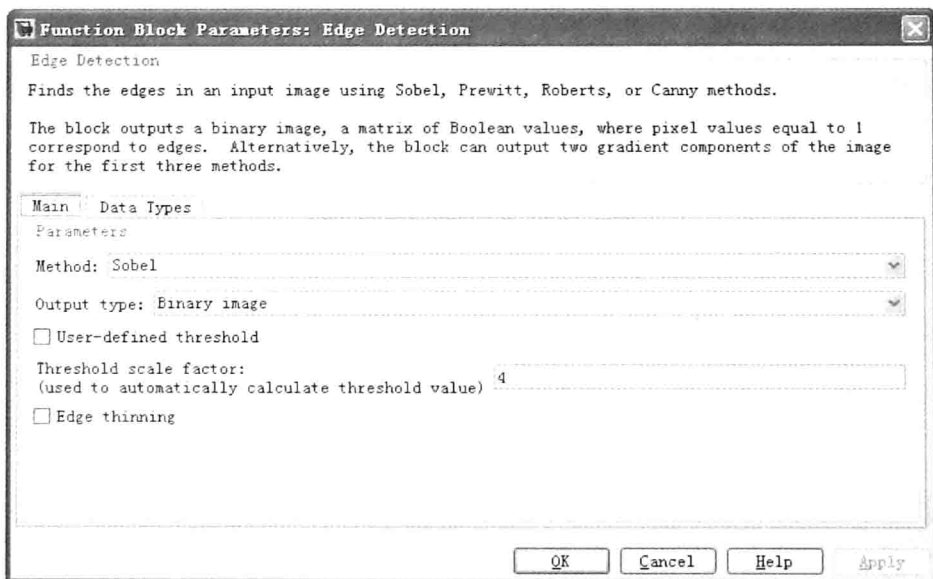 Function Block Parameters: Edge Detection
Edge Detection
Finds the edges in an input image using Sobel, Prewitt, Roberts, or Canny methods.
The block outputs a binary image, a matrix of Boolean values, where pixel values equal to 1
correspond to edges. Alternatively, the block can output two gradient components of the image
for the first three methods.
Main Data Types
Parameters
Method: Sobel
Output type: Binary image
User-defined threshold
Threshold scale factor:
(used to automatically calculate threshold value) 4
Edge thinning
OK Cancel Help Apply